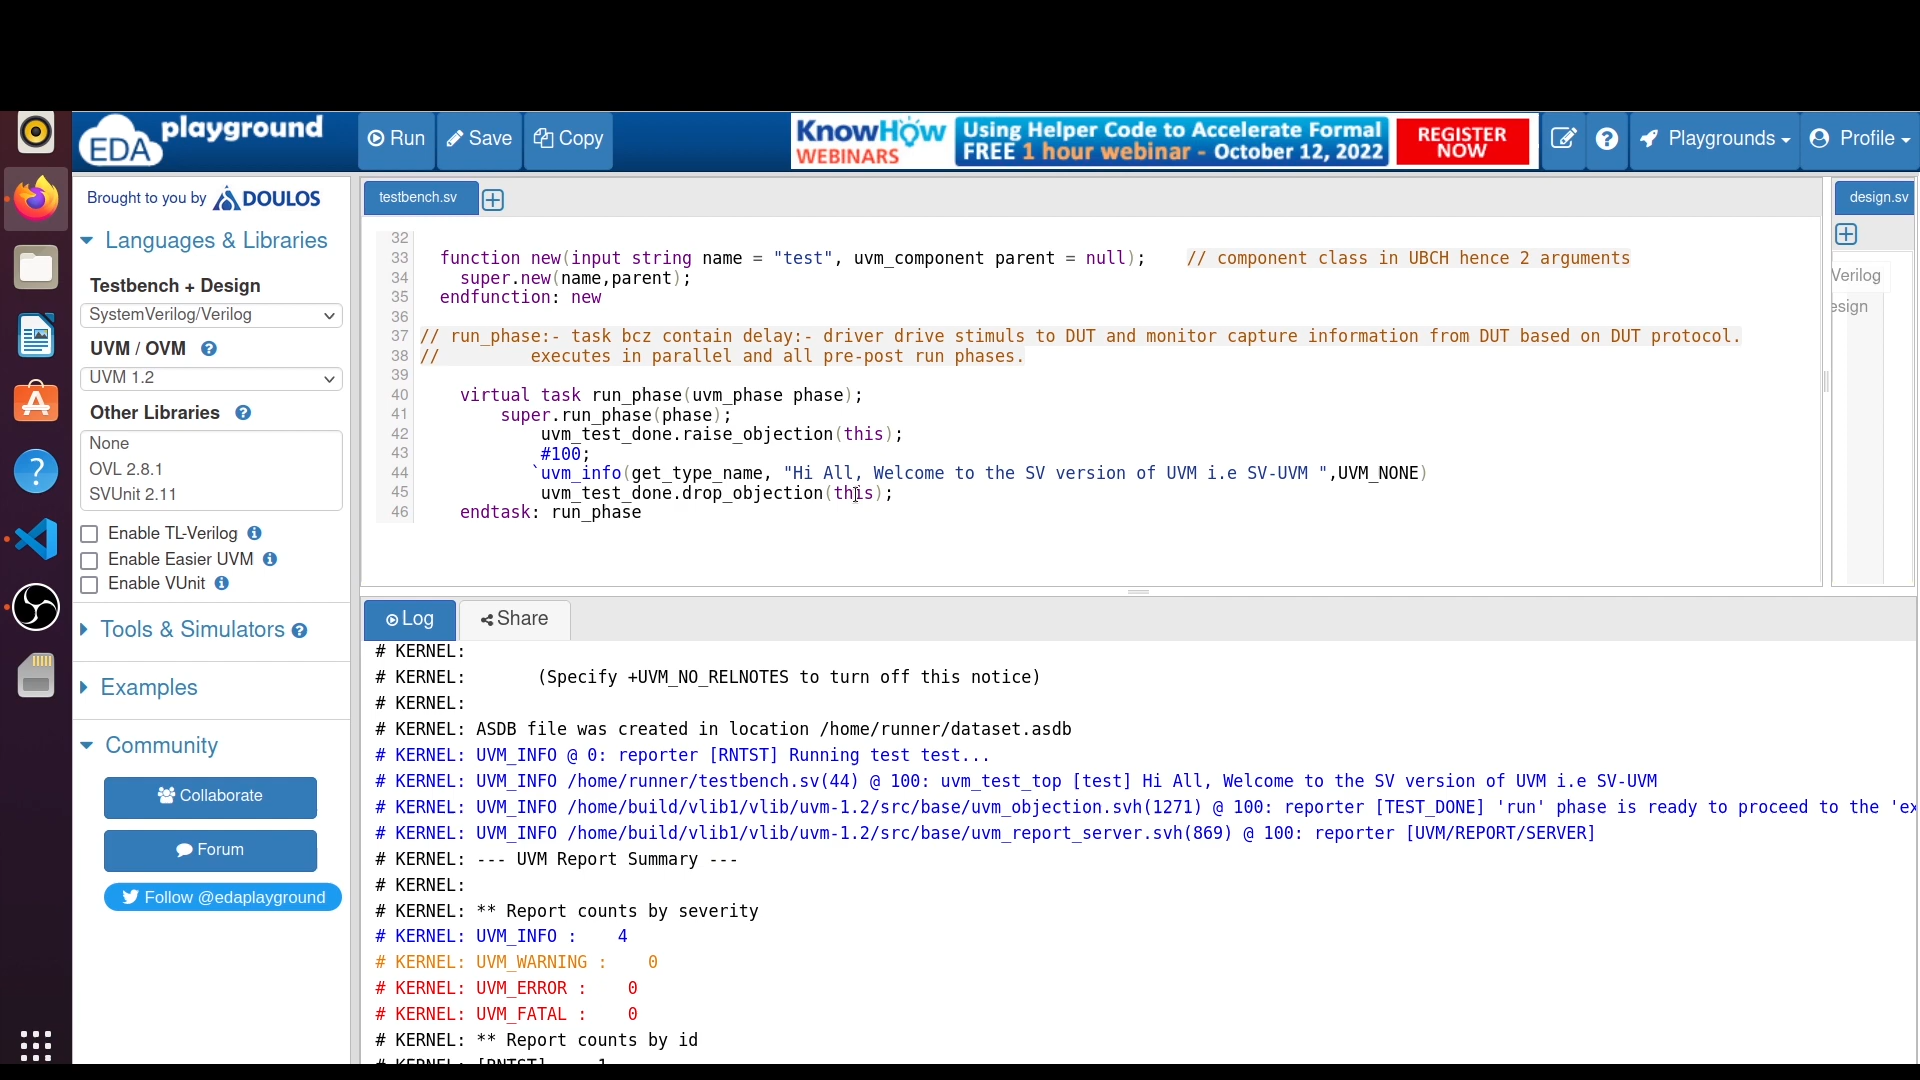 EDA playground
Run
Save
Copy
KnowHow WEBINARS
Using Helper Code to Accelerate Formal
FREE 1 hour webinar - October 12, 2022
REGISTER NOW
Playgrounds
Profile
Brought to you by DOULOS
Languages & Libraries
Testbench + Design
SystemVerilog/Verilog
UVM / OVM
UVM 1.2
Other Libraries
None
OVL 2.8.1
SVUnit 2.11
Enable TL-Verilog
Enable Easier UVM
Enable VUnit
Tools & Simulators
Examples
Community
Collaborate
Forum
Follow @edaplayground
testbench.sv
32
33 function new(input string name = "test", uvm_component parent = null); // component class in UBCH hence 2 arguments
34 super.new(name,parent);
35 endfunction: new
36
37 // run_phase:- task bcz contain delay:- driver drive stimuls to DUT and monitor capture information from DUT based on DUT protocol.
38 // executes in parallel and all pre-post run phases.
39
40 virtual task run_phase(uvm_phase phase);
41 super.run_phase(phase);
42 uvm_test_done.raise_objection(this);
43 #100;
44 `uvm_info(get_type_name, "Hi All, Welcome to the SV version of UVM i.e SV-UVM ",UVM_NONE)
45 uvm_test_done.drop_objection(this);
46 endtask: run_phase
design.sv
Verilog
esign
Log
Share
# KERNEL:
# KERNEL: (Specify +UVM_NO_RELNOTES to turn off this notice)
# KERNEL:
# KERNEL: ASDB file was created in location /home/runner/dataset.asdb
# KERNEL: UVM_INFO @ 0: reporter [RNTST] Running test test...
# KERNEL: UVM_INFO /home/runner/testbench.sv(44) @ 100: uvm_test_top [test] Hi All, Welcome to the SV version of UVM i.e SV-UVM
# KERNEL: UVM_INFO /home/build/vlib1/vlib/uvm-1.2/src/base/uvm_objection.svh(1271) @ 100: reporter [TEST_DONE] 'run' phase is ready to proceed to the 'ex
# KERNEL: UVM_INFO /home/build/vlib1/vlib/uvm-1.2/src/base/uvm_report_server.svh(869) @ 100: reporter [UVM/REPORT/SERVER]
# KERNEL: --- UVM Report Summary ---
# KERNEL:
# KERNEL: ** Report counts by severity
# KERNEL: UVM_INFO : 4
# KERNEL: UVM_WARNING : 0
# KERNEL: UVM_ERROR : 0
# KERNEL: UVM_FATAL : 0
# KERNEL: ** Report counts by id
# KERNEL: [RNTST] 1